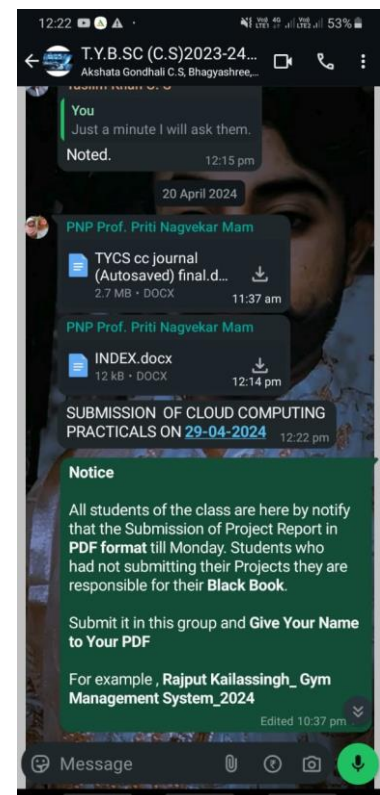 12:22
53%
T.Y.B.SC (C.S)2023-24...
Akshata Gondhali C.S, Bhagyashree,...
You
Just a minute I will ask them.
Noted.
12:15 pm
20 April 2024
PNP Prof. Priti Nagvekar Mam
TYCS cc journal
(Autosaved) final.d...
2.7 MB • DOCX
11:37 am
PNP Prof. Priti Nagvekar Mam
INDEX.docx
12 kB • DOCX
12:14 pm
SUBMISSION OF CLOUD COMPUTING
PRACTICALS ON 29-04-2024
12:22 pm
Notice
All students of the class are here by notify
that the Submission of Project Report in
PDF format till Monday. Students who
had not submitting their Projects they are
responsible for their Black Book.
Submit it in this group and Give Your Name
to Your PDF
For example , Rajput Kailassingh_ Gym
Management System_2024
Edited 10:37 pm
Message